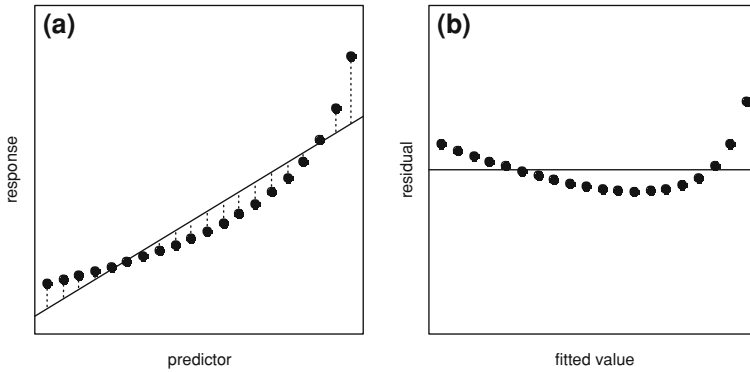 (a)
response
predictor
(b)
residual
fitted value